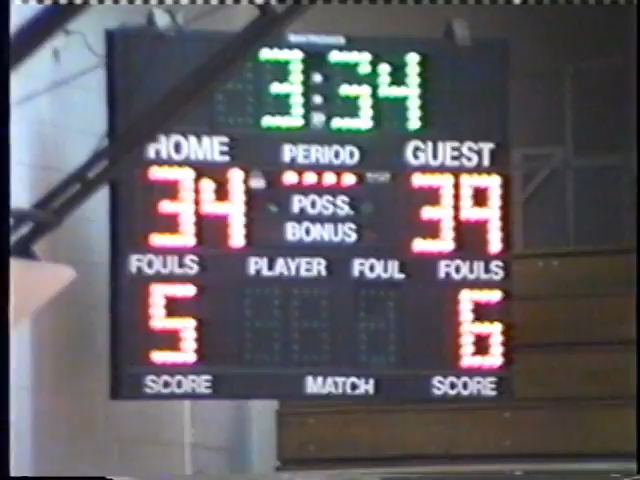 3:34
HOME PERIOD GUEST
34 39
POSS.
BONUS
FOULS PLAYER FOUL FOULS
5 6
SCORE MATCH SCORE